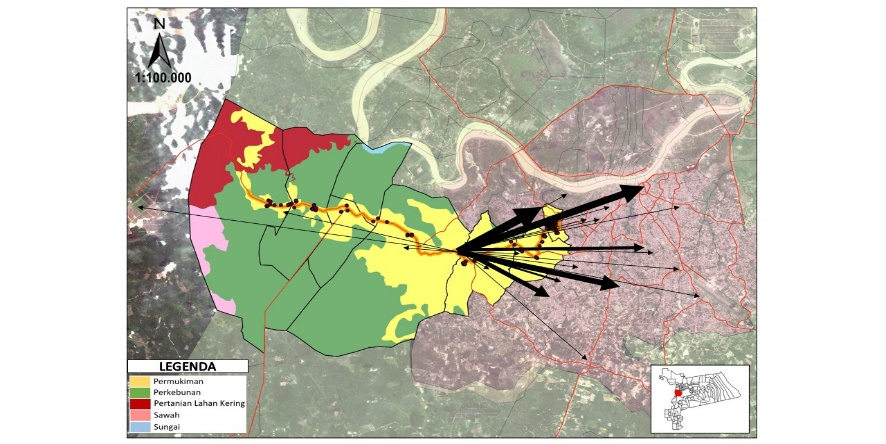 N
1:100.000
LEGENDA
Permukiman
Perkebunan
Pertanian Lahan Kering
Sawah
Sungai